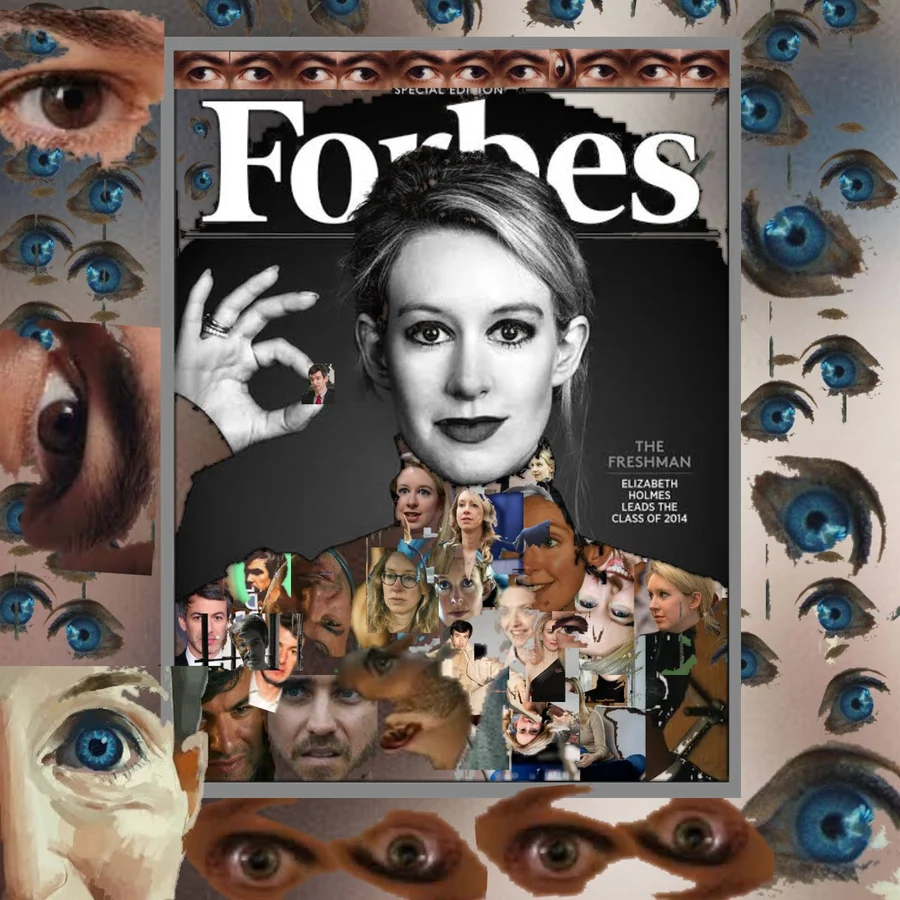 SPECIAL EDITION
Forbes
THE
FRESHMAN
ELIZABETH
HOLMES
LEADS THE
CLASS OF 2014